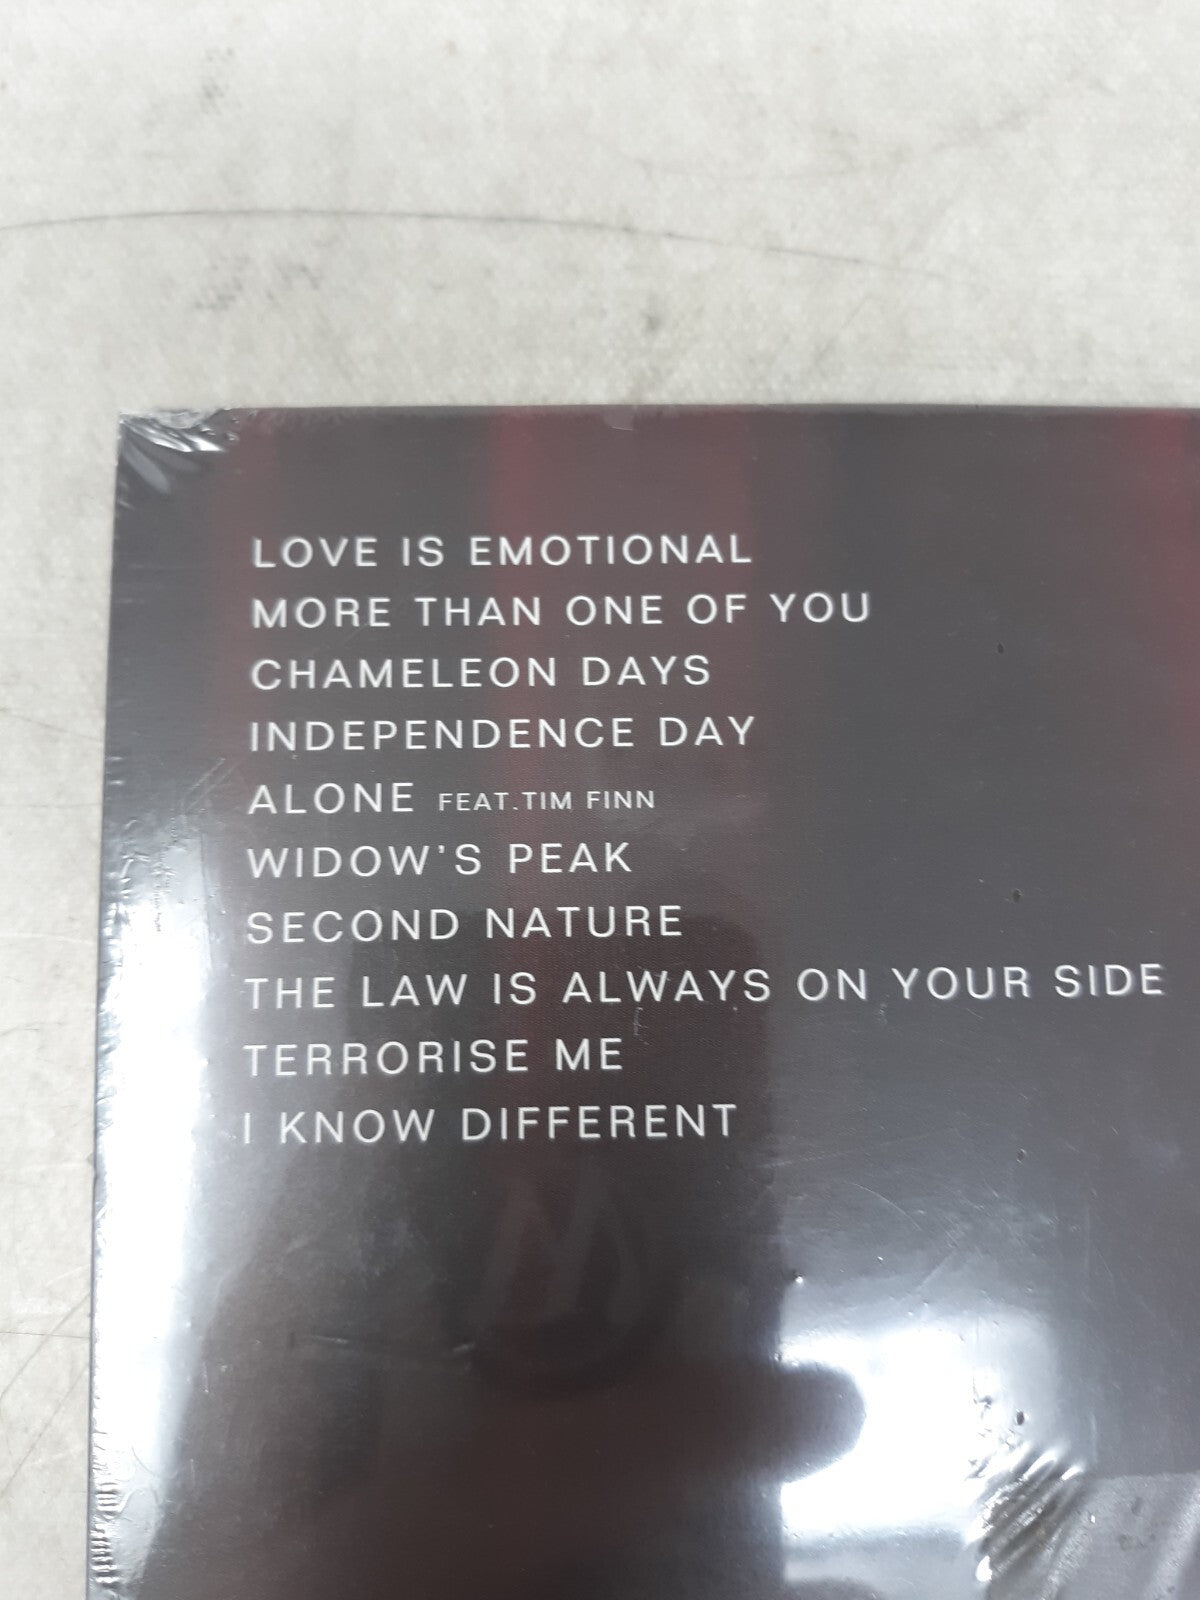 LOVE IS EMOTIONAL
MORE THAN ONE OF YOU
CHAMELEON DAYS
INDEPENDENCE DAY
ALONE FEAT.TIM FINN
WIDOW'S PEAK
SECOND NATURE
THE LAW IS ALWAYS ON YOUR SIDE
TERRORISE ME
I KNOW DIFFERENT